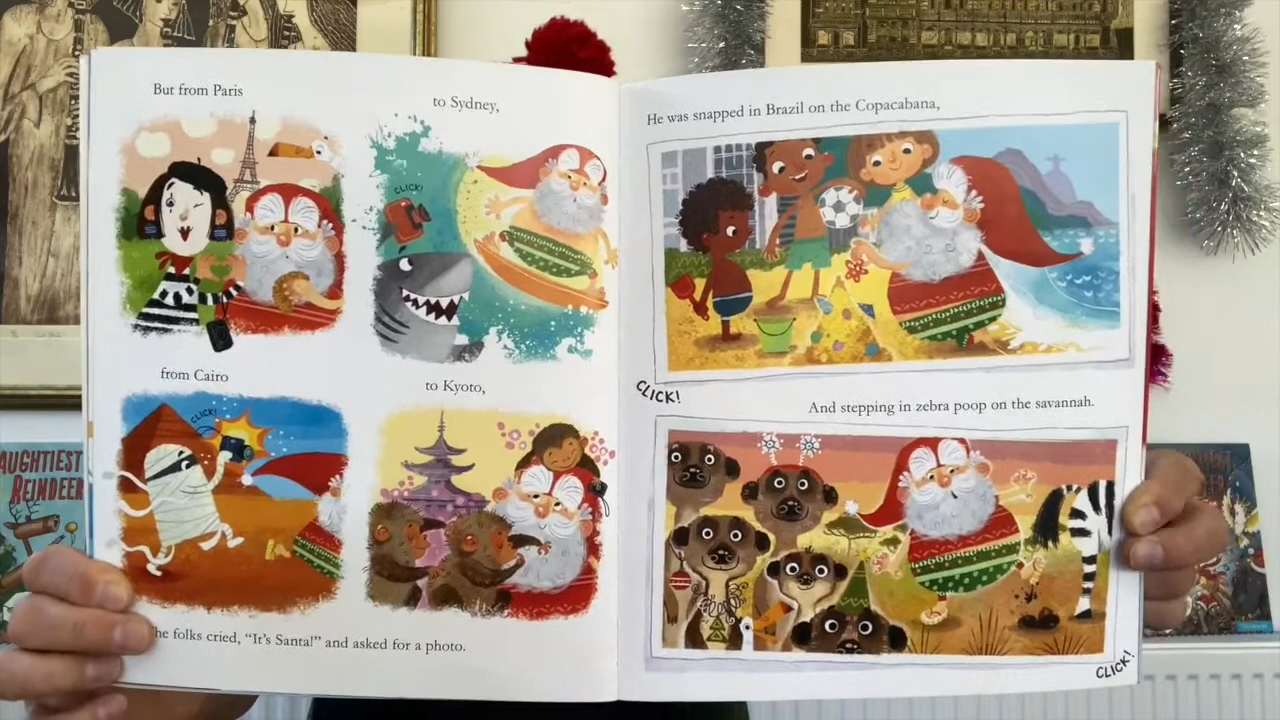 But from Paris
to Sydney,
CLICK!
from Cairo
CLICK!
to Kyoto,
he folks cried, "It's Santa!" and asked for a photo.
He was snapped in Brazil on the Copacabana,
CLICK!
And stepping in zebra poop on the savannah.
CLICK!
AUGHTIEST
REINDEER